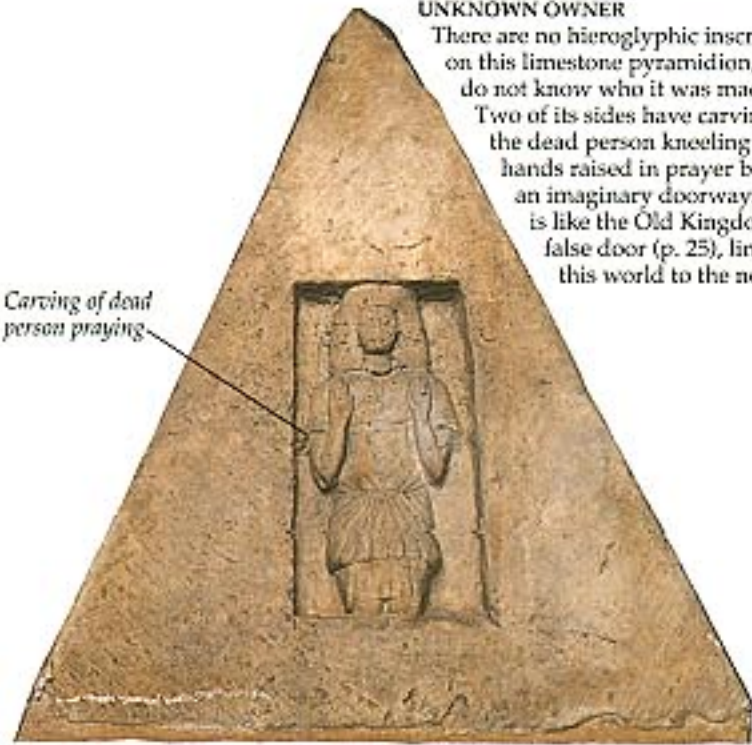 UNKNOWN OWNER
There are no hieroglyphic inscr
on this limestone pyramidion,
do not know who it was mad
Two of its sides have carvin
the dead person kneeling
hands raised in prayer b
an imaginary doorway
is like the Old Kingdo
false door (p. 25), lin
this world to the ne
Carving of dead
person praying